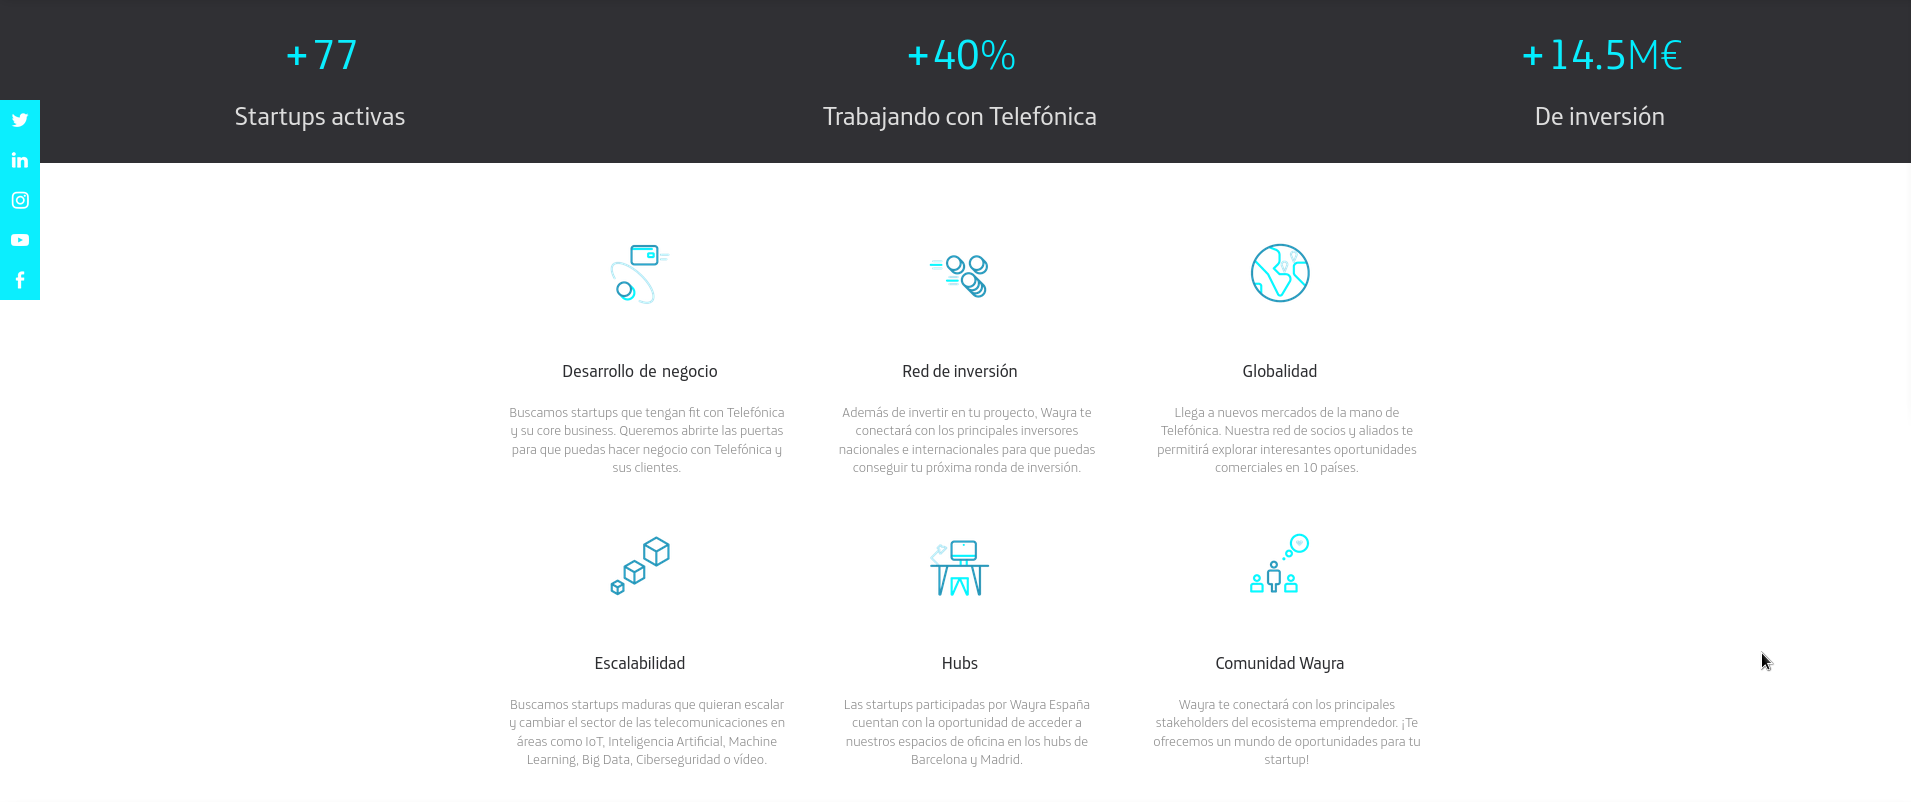 +77
Startups activas
+40%
Trabajando con Telefónica
+14.5M€
De inversión
Desarrollo de negocio
Buscamos startups que tengan fit con Telefónica
y su core business. Queremos abrirte las puertas
para que puedas hacer negocio con Telefónica y
sus clientes.
Red de inversión
Además de invertir en tu proyecto, Wayra te
conectará con los principales inversores
nacionales e internacionales para que puedas
conseguir tu próxima ronda de inversión.
Globalidad
Llega a nuevos mercados de la mano de
Telefónica. Nuestra red de socios y aliados te
permitirá explorar interesantes oportunidades
comerciales en 10 países.
Escalabilidad
Buscamos startups maduras que quieran escalar
y cambiar el sector de las telecomunicaciones en
áreas como IoT, Inteligencia Artificial, Machine
Learning, Big Data, Ciberseguridad o vídeo.
Hubs
Las startups participadas por Wayra España
cuentan con la oportunidad de acceder a
nuestros espacios de oficina en los hubs de
Barcelona y Madrid.
Comunidad Wayra
Wayra te conectará con los principales
stakeholders del ecosistema emprendedor. ¡Te
ofrecemos un mundo de oportunidades para tu
startup!